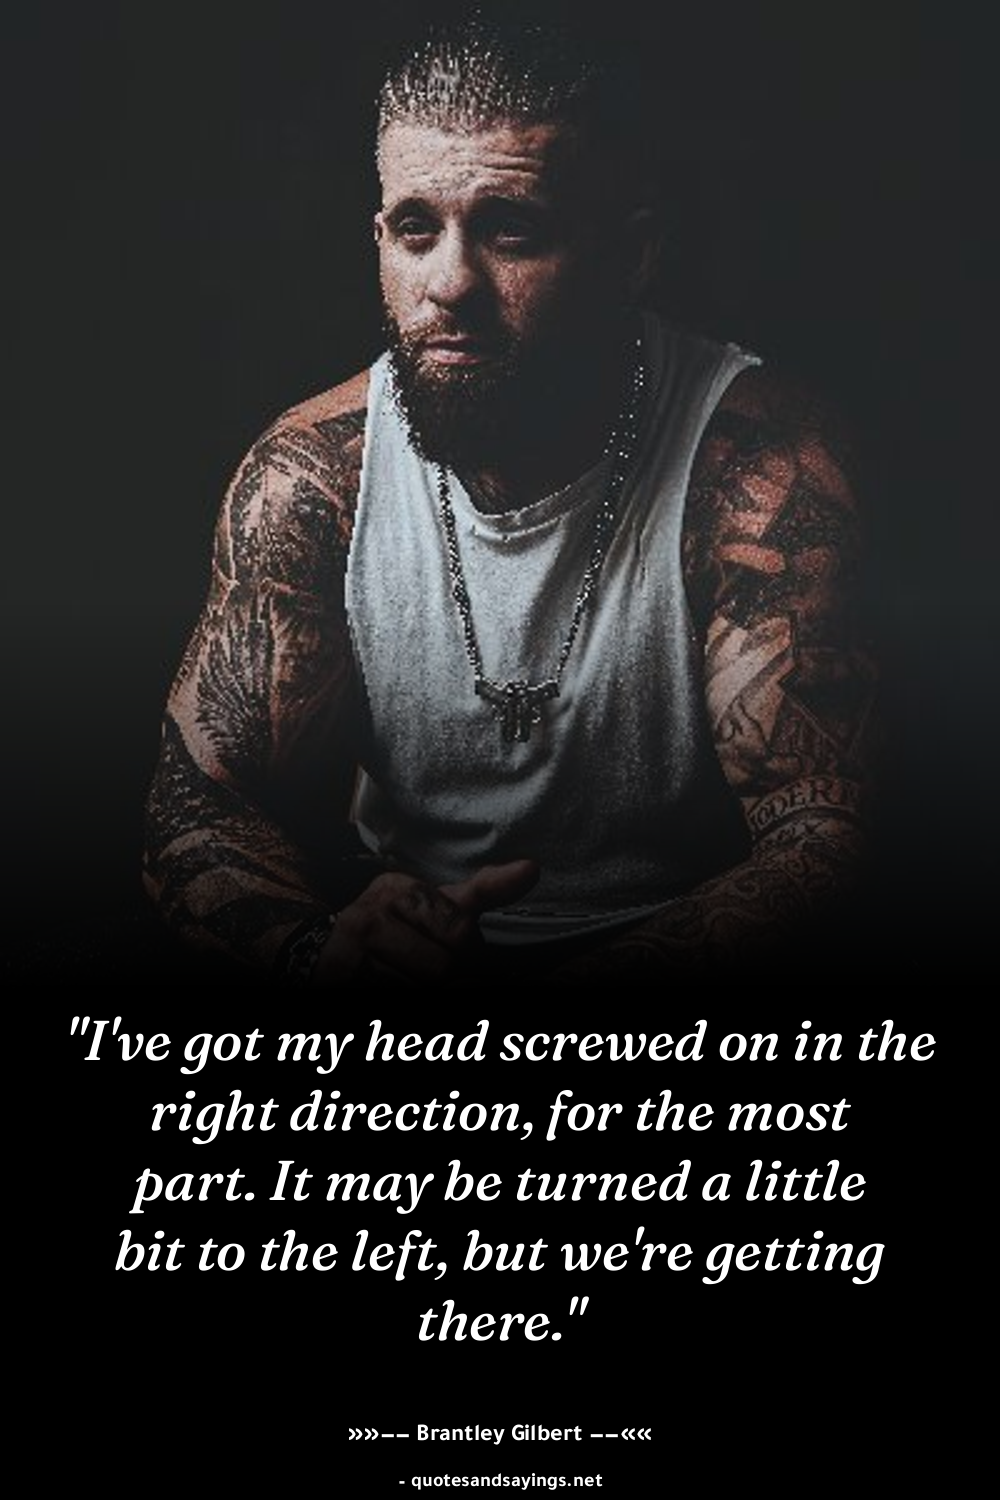 "I've got my head screwed on in the
right direction, for the most
part. It may be turned a little
bit to the left, but we're getting
there."
»»–– Brantley Gilbert ––««
- quotesandsayings.net